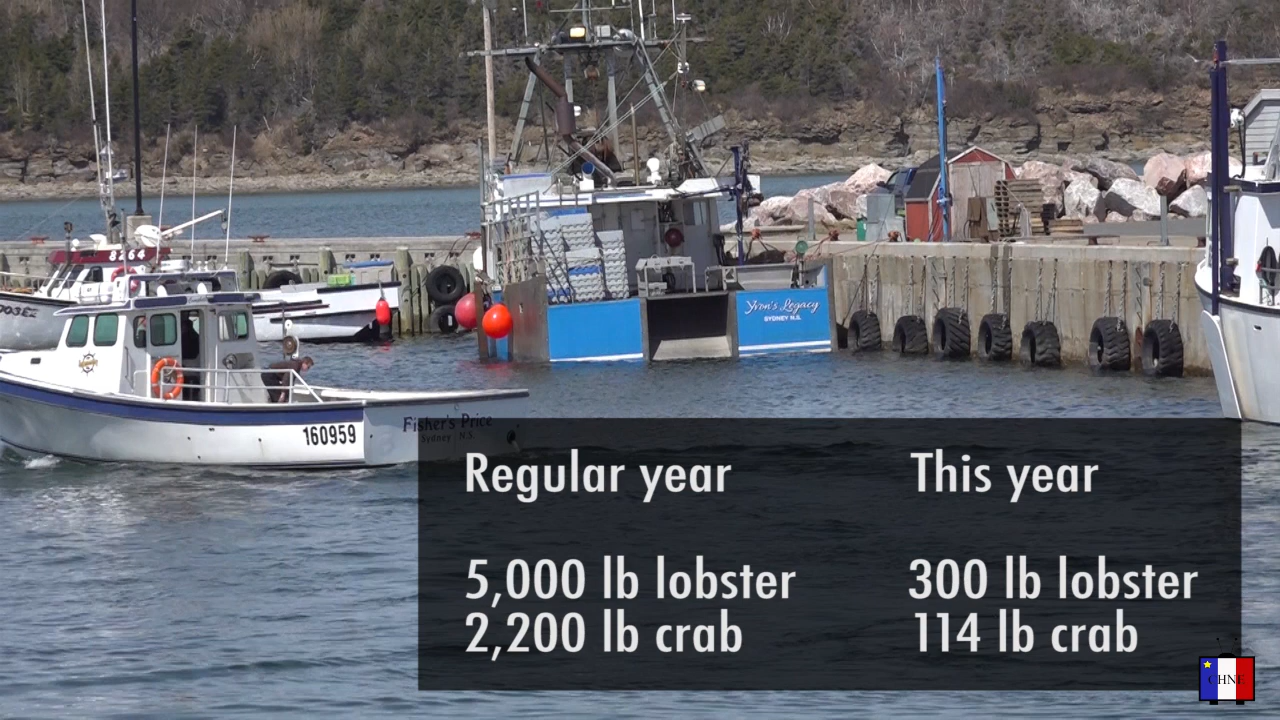 8264
Yvon's Legacy
SYDNEY N.S.
160959
Fisher's Price
Sydney N.S.
Regular year
This year
5,000 lb lobster
300 lb lobster
2,200 lb crab
114 lb crab
CHNE